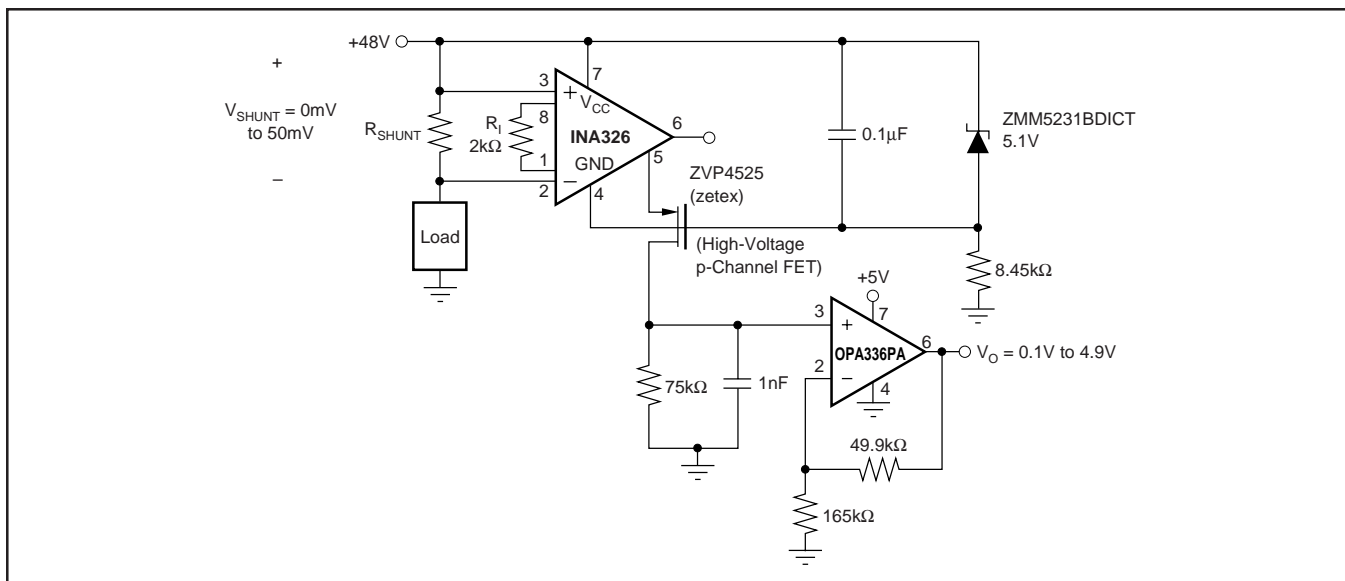 +48V
+
V_SHUNT = 0mV
to 50mV
−
R_SHUNT
Load
3
+
7
V_CC
8
R_I
2kΩ
INA326
6
1
GND
5
2
−
4
ZVP4525
(zetex)
(High-Voltage
p-Channel FET)
0.1μF
ZMM5231BDICT
5.1V
8.45kΩ
+5V
7
3
+
OPA336PA
6
V_O = 0.1V to 4.9V
2
−
4
75kΩ
1nF
49.9kΩ
165kΩ